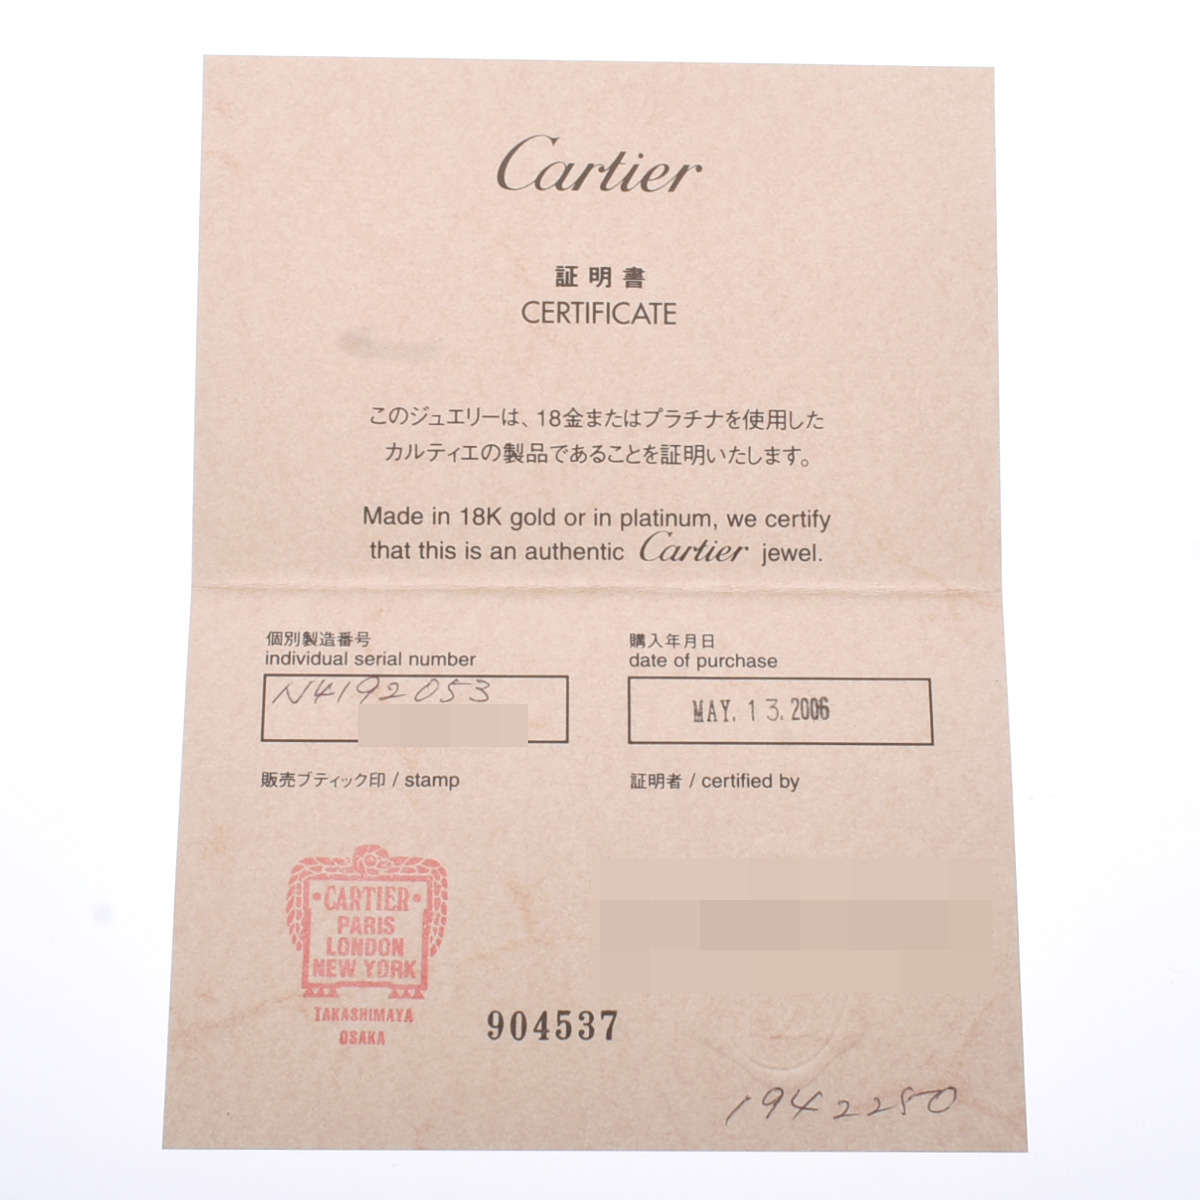 Cartier
証明書
CERTIFICATE
このジュエリーは、18金またはプラチナを使用した
カルティエの製品であることを証明いたします。
Made in 18K gold or in platinum, we certify
that this is an authentic Cartier jewel.
個別製造番号
individual serial number
N4192053
購入年月日
date of purchase
MAY. 13. 2006
販売ブティック印 / stamp
証明者 / certified by
・CARTIER・
PARIS
LONDON
NEW YORK
TAKASHIMAYA
OSAKA
904537
1942250